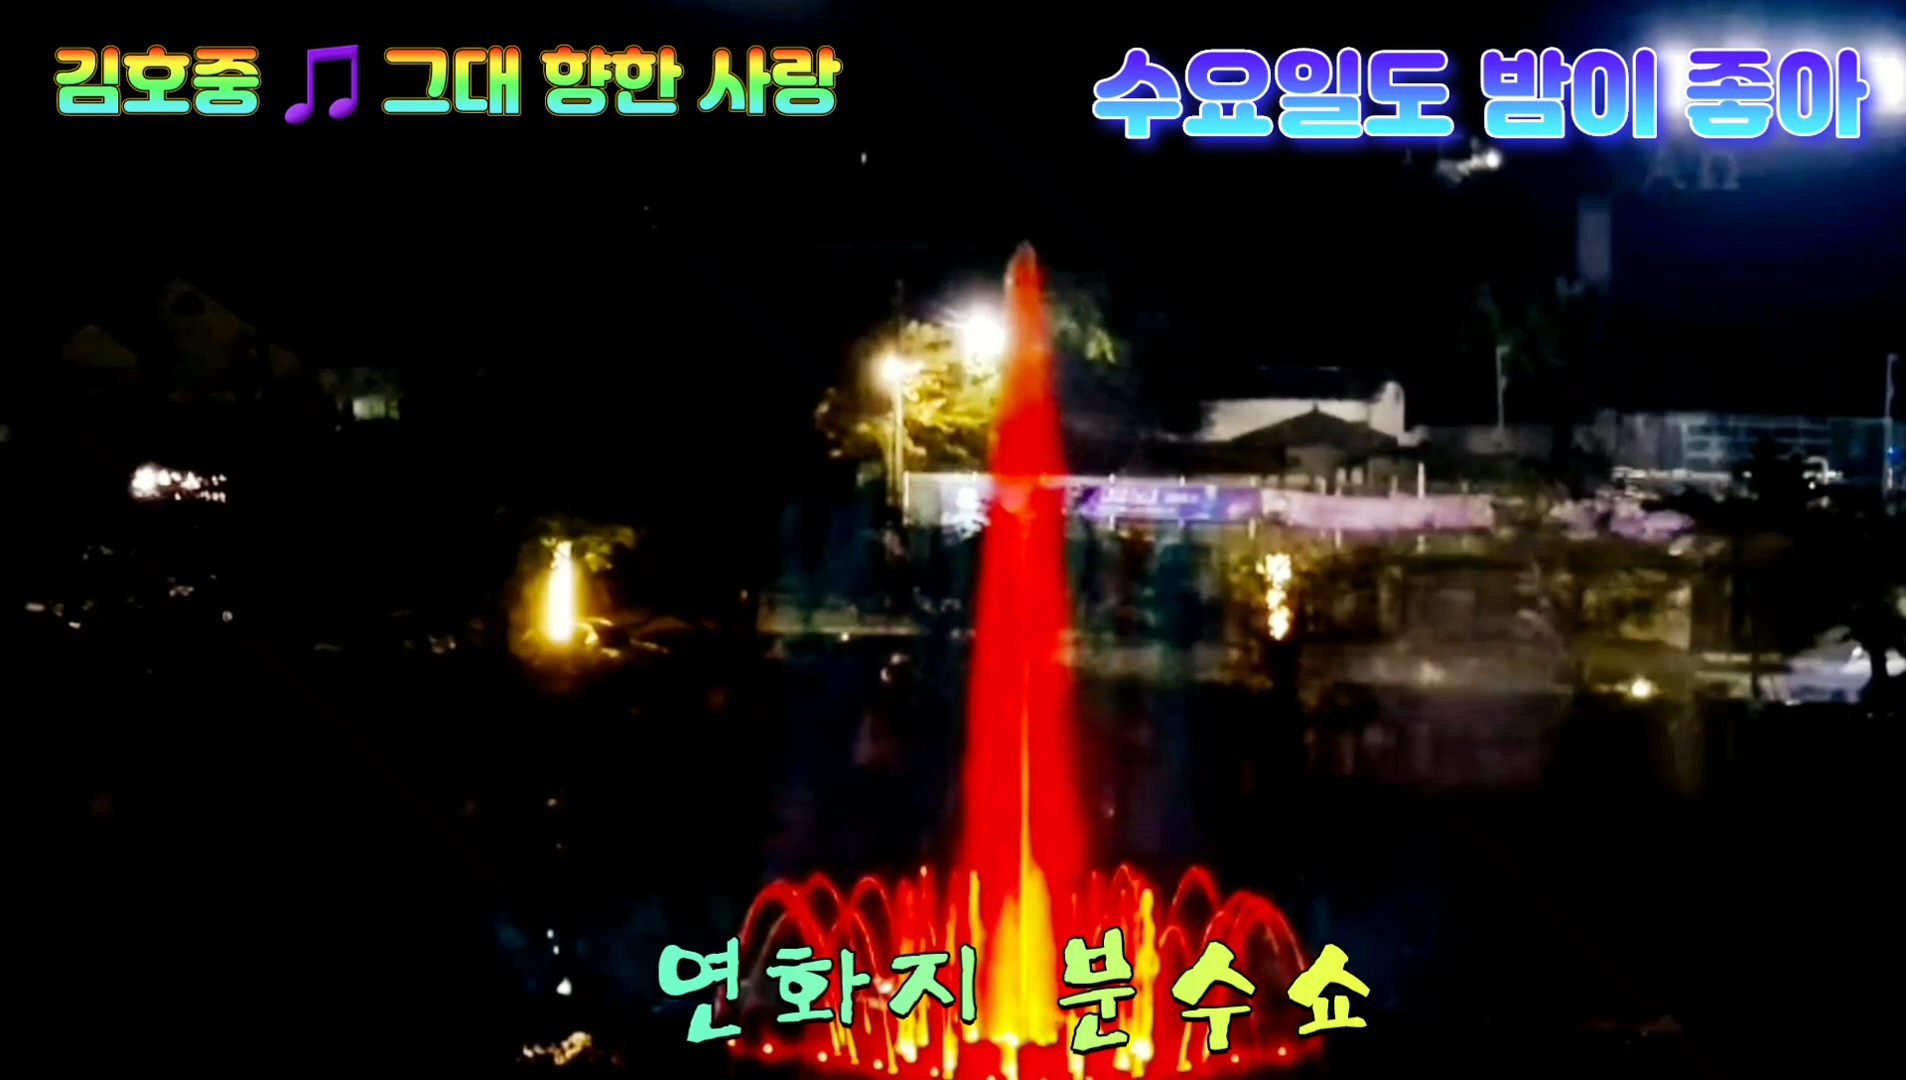 김호중 🎵 그대 향한 사랑
수요일도 밤이 좋아
연화지 분수쇼